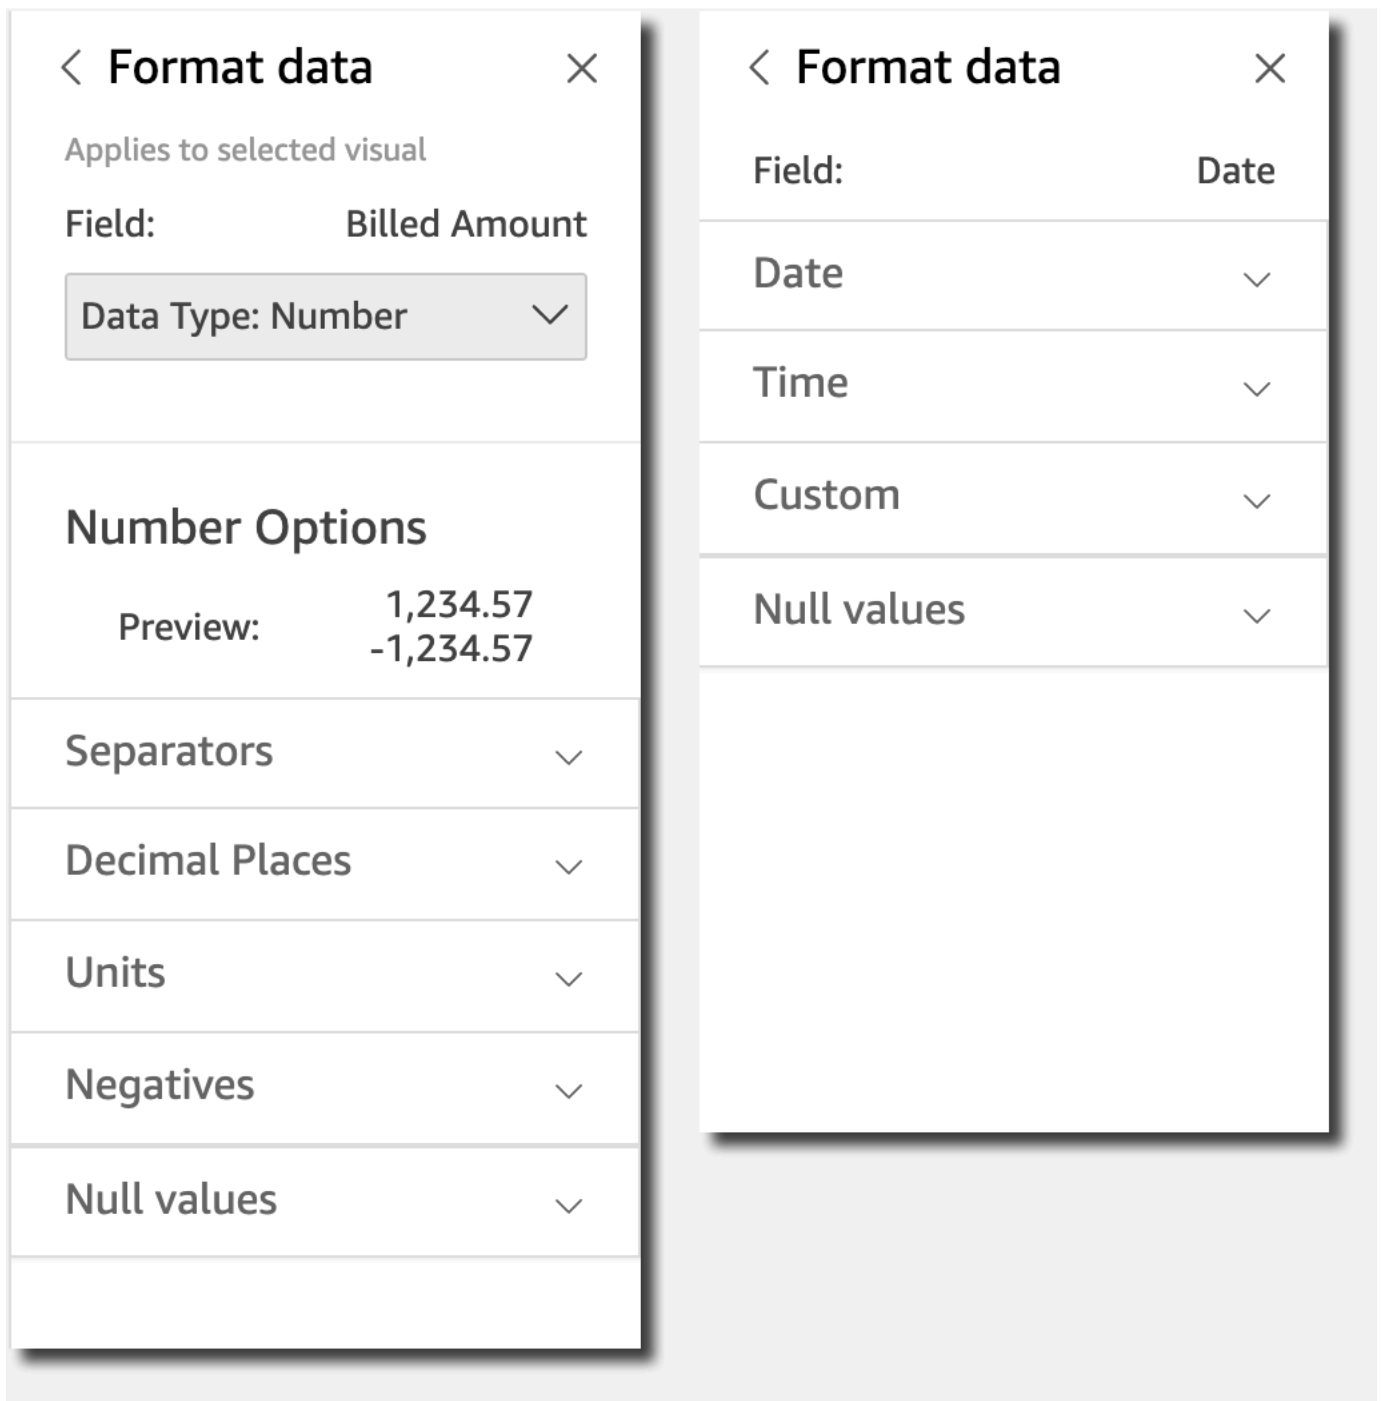 Format data
Applies to selected visual
Field: Billed Amount
Data Type: Number
Number Options
Preview: 1,234.57
-1,234.57
Separators
Decimal Places
Units
Negatives
Null values
Format data
Field: Date
Date
Time
Custom
Null values